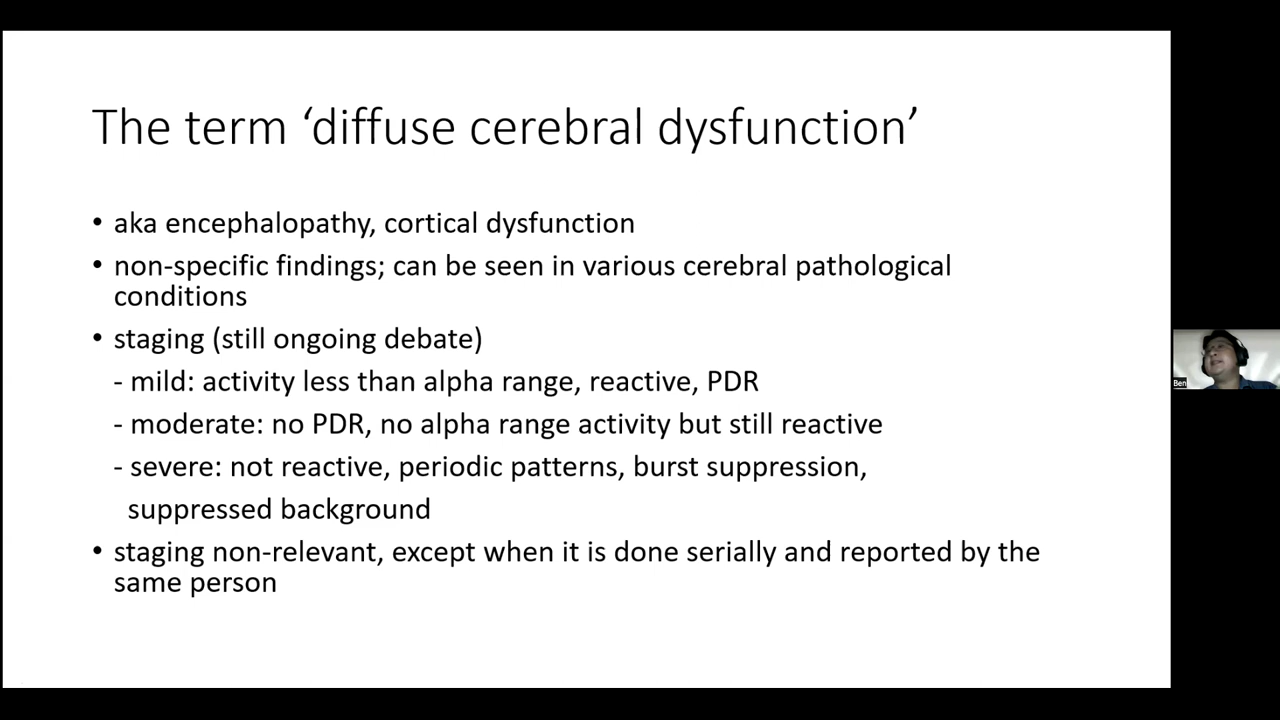 The term ‘diffuse cerebral dysfunction’
• aka encephalopathy, cortical dysfunction
• non-specific findings; can be seen in various cerebral pathological
conditions
• staging (still ongoing debate)
- mild: activity less than alpha range, reactive, PDR
- moderate: no PDR, no alpha range activity but still reactive
- severe: not reactive, periodic patterns, burst suppression,
suppressed background
• staging non-relevant, except when it is done serially and reported by the
same person
Ben